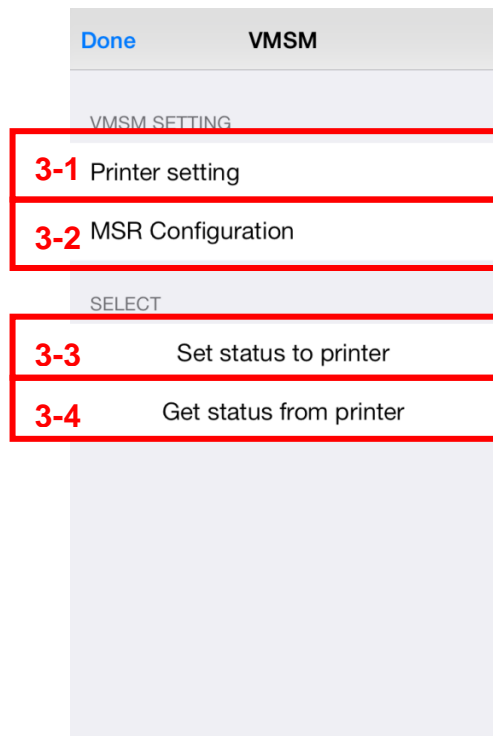 Done VMSM
VMSM SETTING
3-1 Printer setting
3-2 MSR Configuration
SELECT
3-3 Set status to printer
3-4 Get status from printer